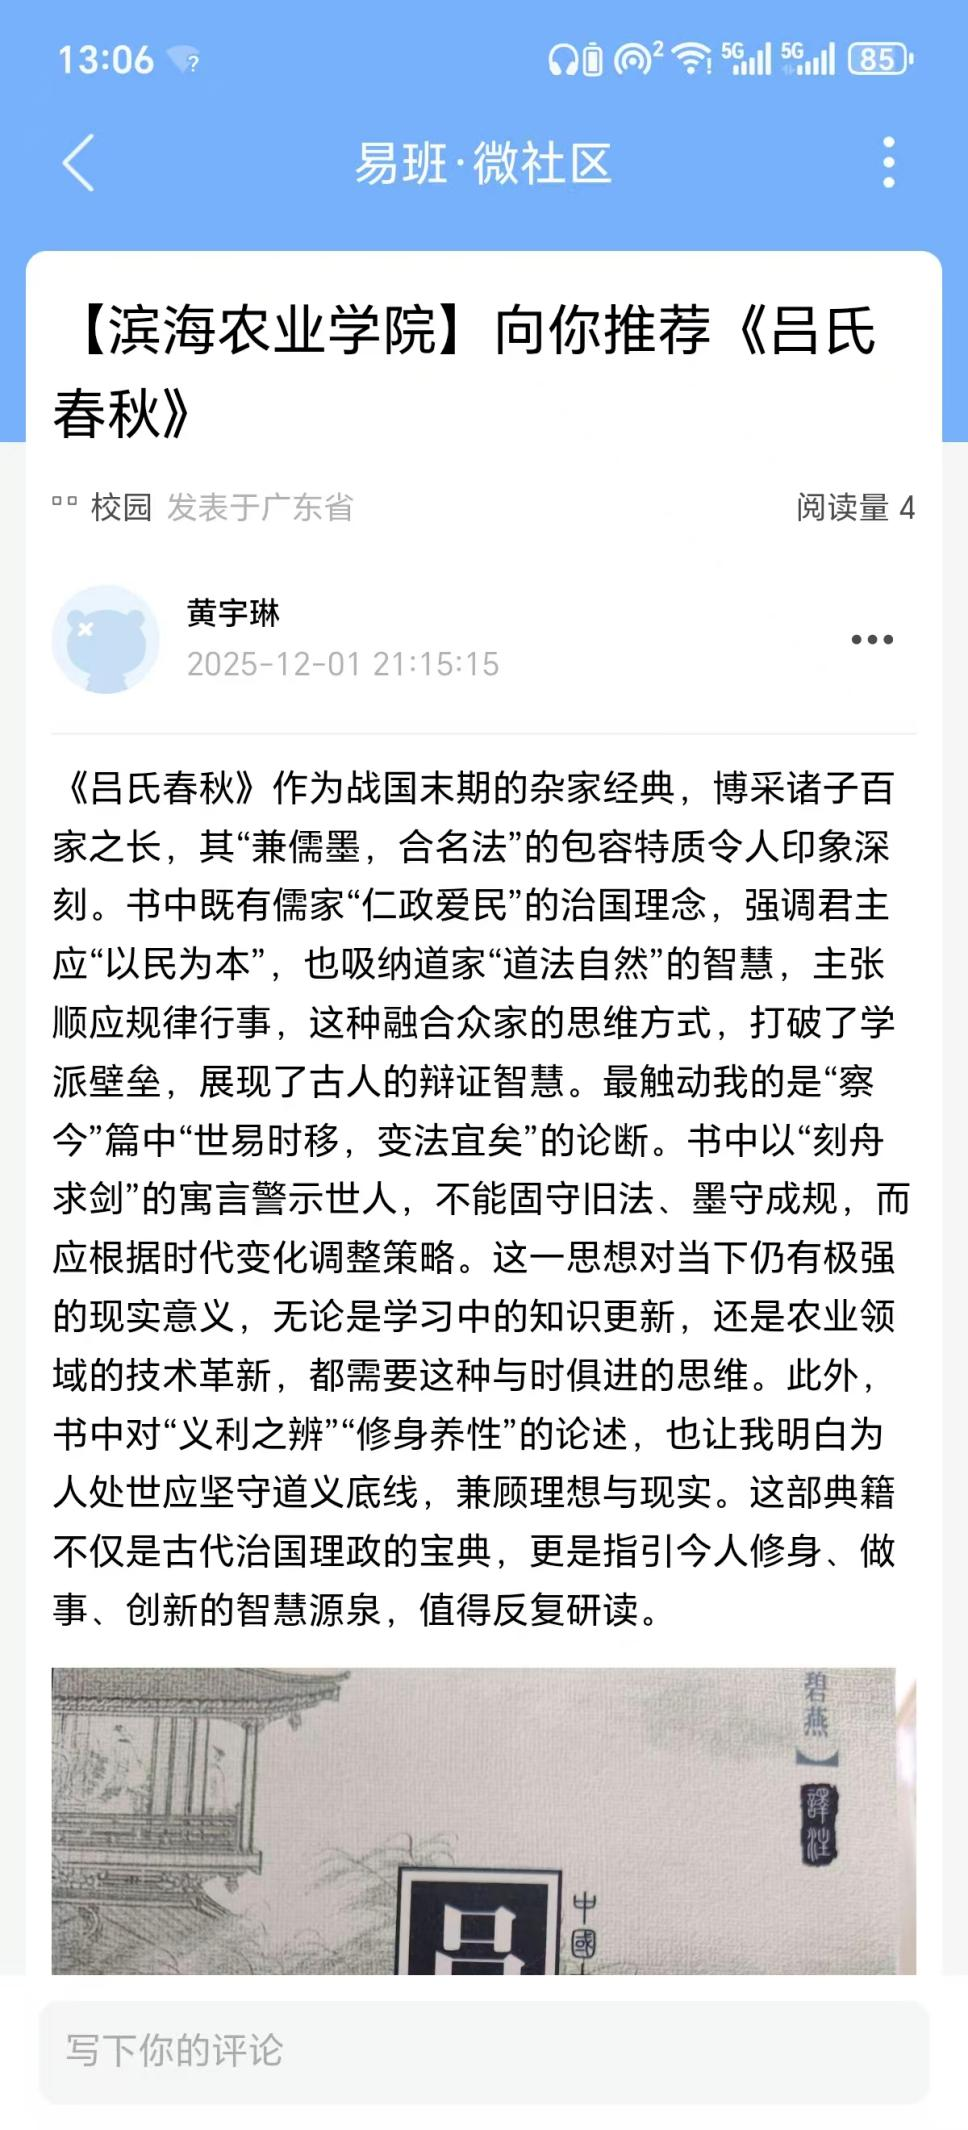 13:06
2 5G 5G 85
易班·微社区
【滨海农业学院】向你推荐《吕氏
春秋》
校园 发表于广东省 阅读量 4
黄宇琳
2025-12-01 21:15:15
《吕氏春秋》作为战国末期的杂家经典，博采诸子百
家之长，其“兼儒墨，合名法”的包容特质令人印象深
刻。书中既有儒家“仁政爱民”的治国理念，强调君主
应“以民为本”，也吸纳道家“道法自然”的智慧，主张
顺应规律行事，这种融合众家的思维方式，打破了学
派壁垒，展现了古人的辩证智慧。最触动我的是“察
今”篇中“世易时移，变法宜矣”的论断。书中以“刻舟
求剑”的寓言警示世人，不能固守旧法、墨守成规，而
应根据时代变化调整策略。这一思想对当下仍有极强
的现实意义，无论是学习中的知识更新，还是农业领
域的技术革新，都需要这种与时俱进的思维。此外，
书中对“义利之辨”“修身养性”的论述，也让我明白为
人处世应坚守道义底线，兼顾理想与现实。这部典籍
不仅是古代治国理政的宝典，更是指引今人修身、做
事、创新的智慧源泉，值得反复研读。
碧燕】
譯注
吕
中國
写下你的评论